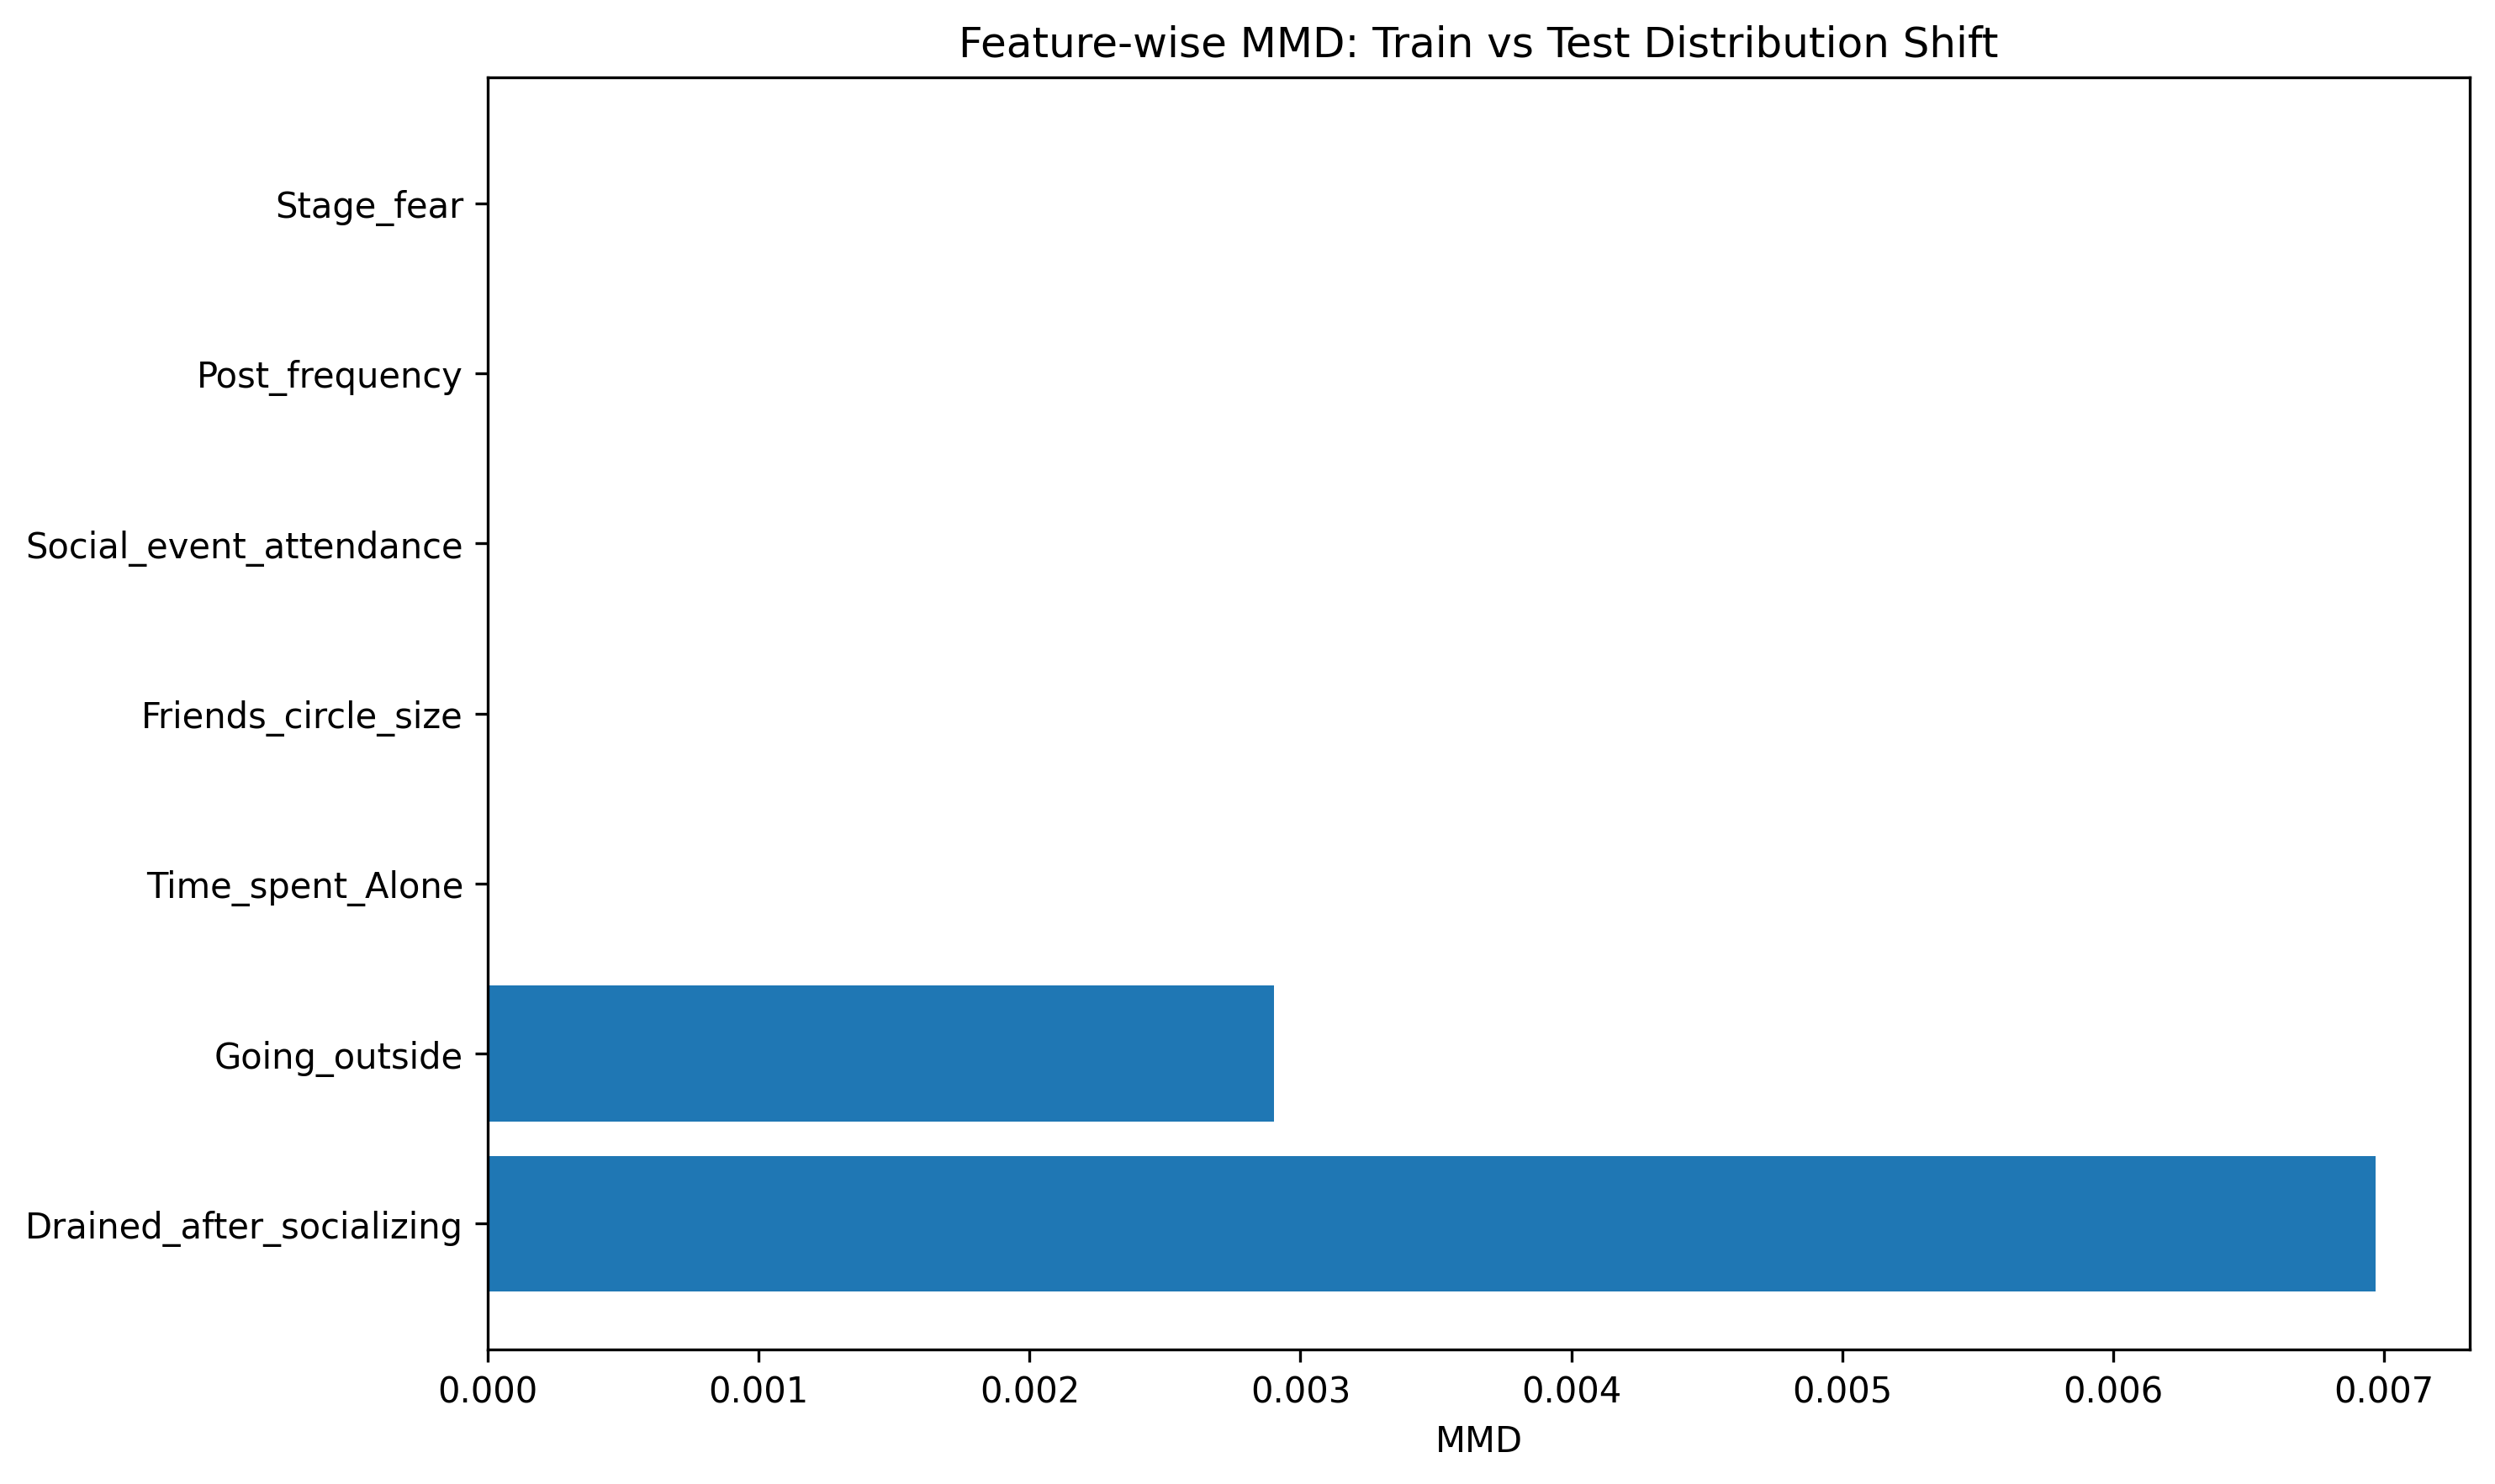 Feature-wise MMD: Train vs Test Distribution Shift
Stage_fear
Post_frequency
Social_event_attendance
Friends_circle_size
Time_spent_Alone
Going_outside
Drained_after_socializing
0.000 0.001 0.002 0.003 0.004 0.005 0.006 0.007
MMD